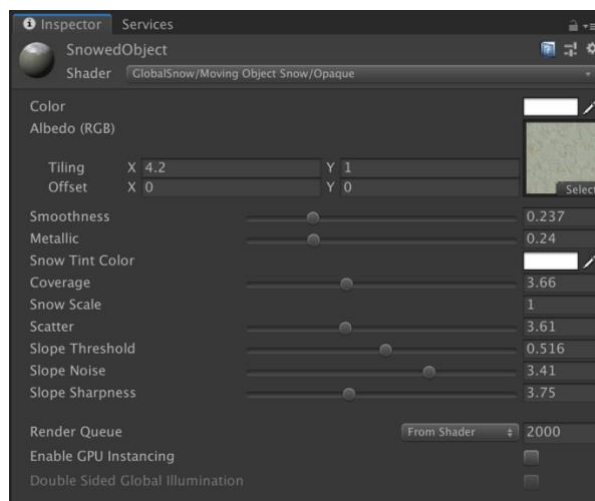 Inspector Services
SnowedObject
Shader GlobalSnow/Moving Object Snow/Opaque
Color
Albedo (RGB)
Tiling X 4.2 Y 1
Offset X 0 Y 0
Select
Smoothness 0.237
Metallic 0.24
Snow Tint Color
Coverage 3.66
Snow Scale 1
Scatter 3.61
Slope Threshold 0.516
Slope Noise 3.41
Slope Sharpness 3.75
Render Queue From Shader 2000
Enable GPU Instancing
Double Sided Global Illumination